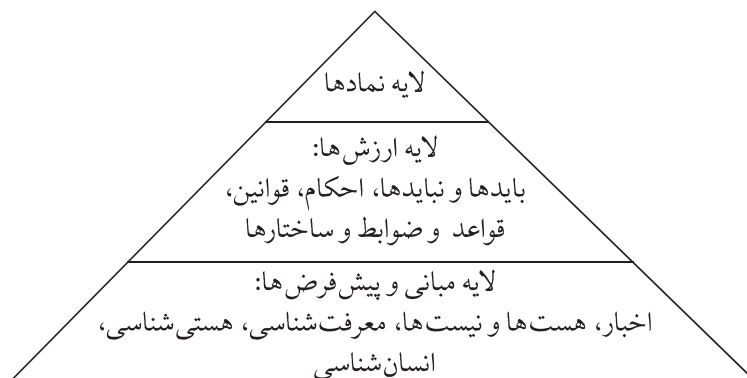 لایه نمادها
لایه ارزش‌ها:
بایدها و نبایدها، احکام، قوانین،
قواعد و ضوابط و ساختارها
لایه مبانی و پیش‌فرض‌ها:
اخبار، هست‌ها و نیست‌ها، معرفت‌شناسی، هستی‌شناسی،
انسان‌شناسی